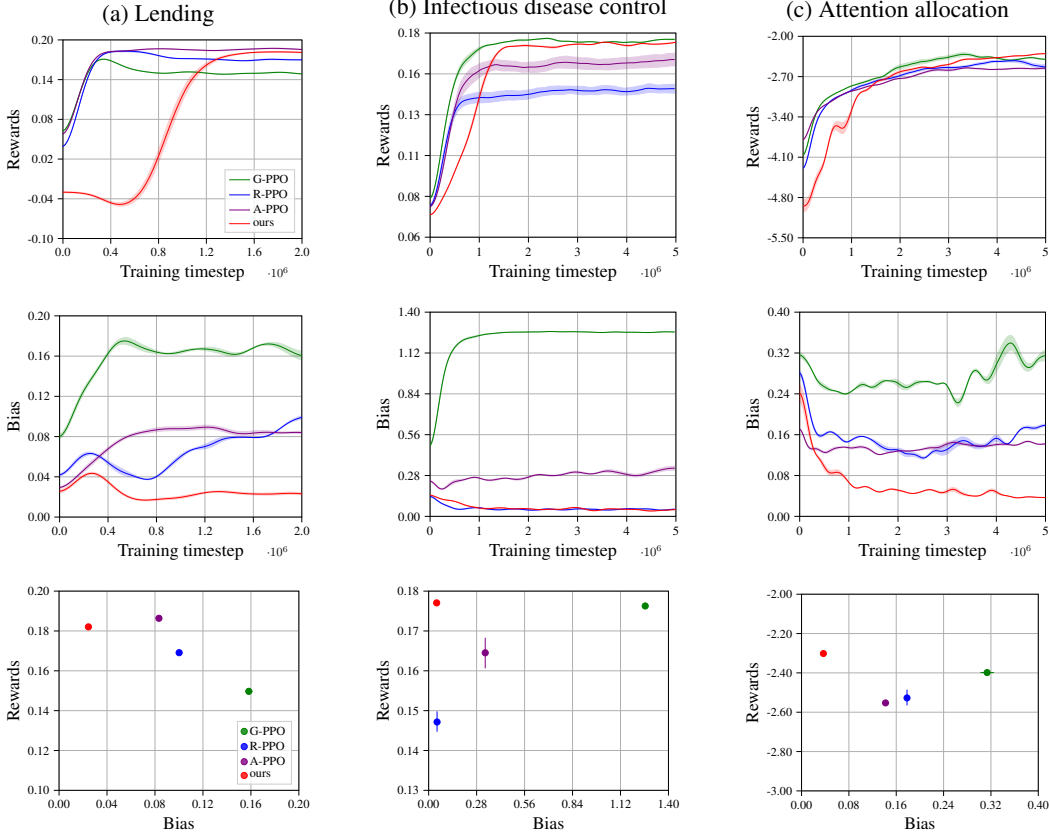 (a) Lending
(b) Infectious disease control
(c) Attention allocation
0.20
0.14
0.08
0.02
-0.04
-0.10
Rewards
G-PPO
R-PPO
A-PPO
ours
0.0 0.4 0.8 1.2 1.6 2.0
Training timestep ·10⁶
0.18
0.16
0.13
0.11
0.08
0.06
Rewards
0 1 2 3 4 5
Training timestep ·10⁶
-2.00
-2.70
-3.40
-4.10
-4.80
-5.50
Rewards
0 1 2 3 4 5
Training timestep ·10⁶
0.20
0.16
0.12
0.08
0.04
0.00
Bias
0.0 0.4 0.8 1.2 1.6 2.0
Training timestep ·10⁶
1.40
1.12
0.84
0.56
0.28
0.00
Bias
0 1 2 3 4 5
Training timestep ·10⁶
0.40
0.32
0.24
0.16
0.08
0.00
Bias
0 1 2 3 4 5
Training timestep ·10⁶
0.20
0.18
0.16
0.14
0.12
0.10
Rewards
G-PPO
R-PPO
A-PPO
ours
0.00 0.04 0.08 0.12 0.16 0.20
Bias
0.18
0.17
0.16
0.15
0.14
0.13
Rewards
0.00 0.28 0.56 0.84 1.12 1.40
Bias
-2.00
-2.20
-2.40
-2.60
-2.80
-3.00
Rewards
0.00 0.08 0.16 0.24 0.32 0.40
Bias